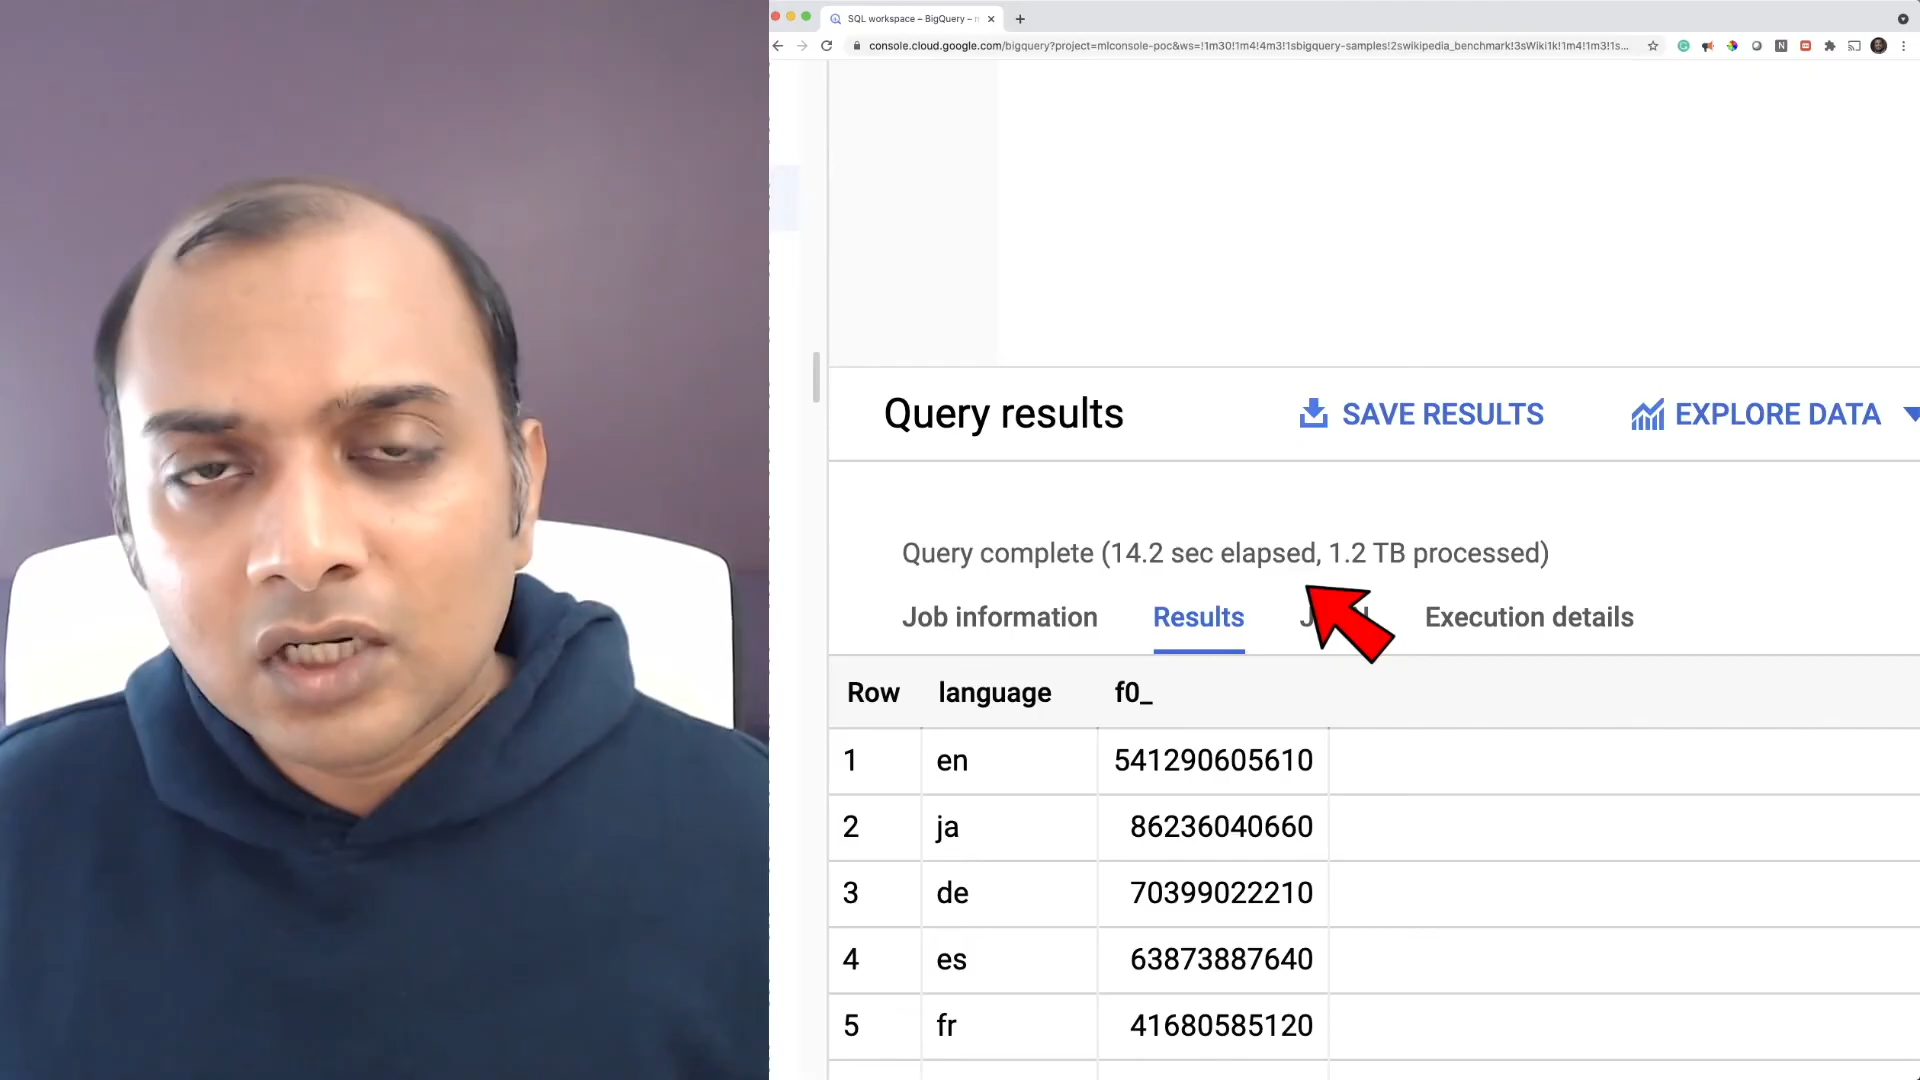 SQL workspace – BigQuery –
console.cloud.google.com/bigquery?project=mlconsole-poc&ws=!1m30!1m4!4m3!1sbigquery-samples!2swikipedia_benchmark!3sWiki1k!1m4!1m3!1s...
Query results
SAVE RESULTS
EXPLORE DATA
Query complete (14.2 sec elapsed, 1.2 TB processed)
Job information Results Execution details
Row language f0_
1 en 541290605610
2 ja 86236040660
3 de 70399022210
4 es 63873887640
5 fr 41680585120